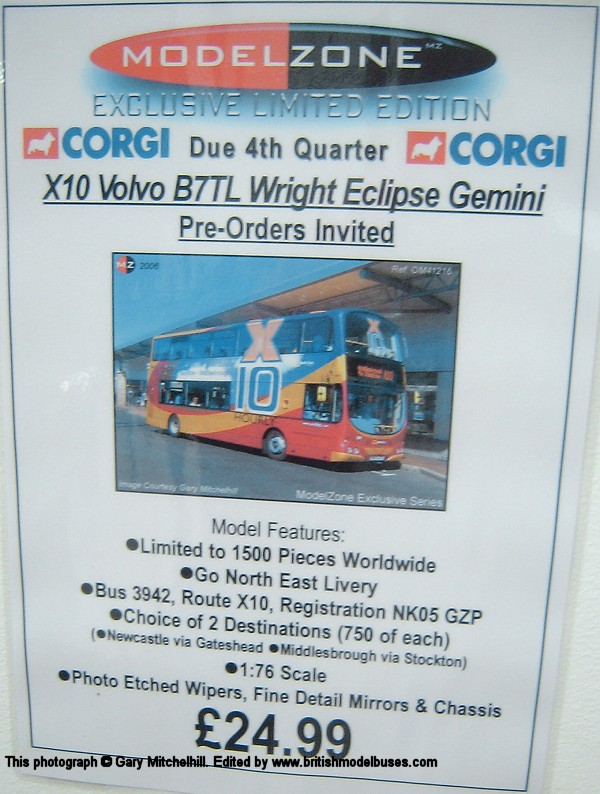 MODELZONE MZ
EXCLUSIVE LIMITED EDITION
CORGI Due 4th Quarter CORGI
X10 Volvo B7TL Wright Eclipse Gemini
Pre-Orders Invited
MZ 2006 Ref OM41216
X
10
Image Courtesy Gary Mitchelhill
ModelZone Exclusive Series
Model Features:
●Limited to 1500 Pieces Worldwide
●Go North East Livery
●Bus 3942, Route X10, Registration NK05 GZP
●Choice of 2 Destinations (750 of each)
(●Newcastle via Gateshead ●Middlesbrough via Stockton)
●1:76 Scale
●Photo Etched Wipers, Fine Detail Mirrors & Chassis
£24.99
This photograph © Gary Mitchelhill. Edited by www.britishmodelbuses.com